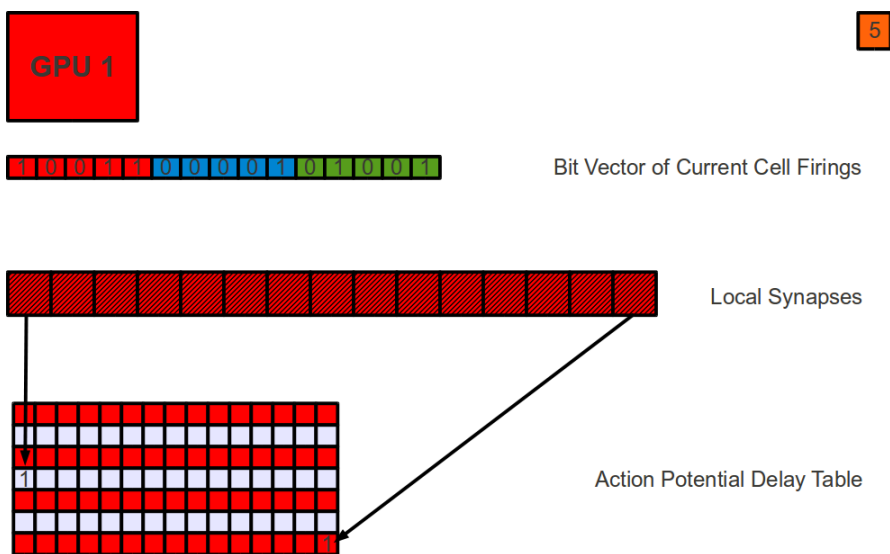 GPU 1
5
1 0 0 1 1 0 0 0 0 1 0 1 0 0 1
Bit Vector of Current Cell Firings
Local Synapses
1
Action Potential Delay Table
1